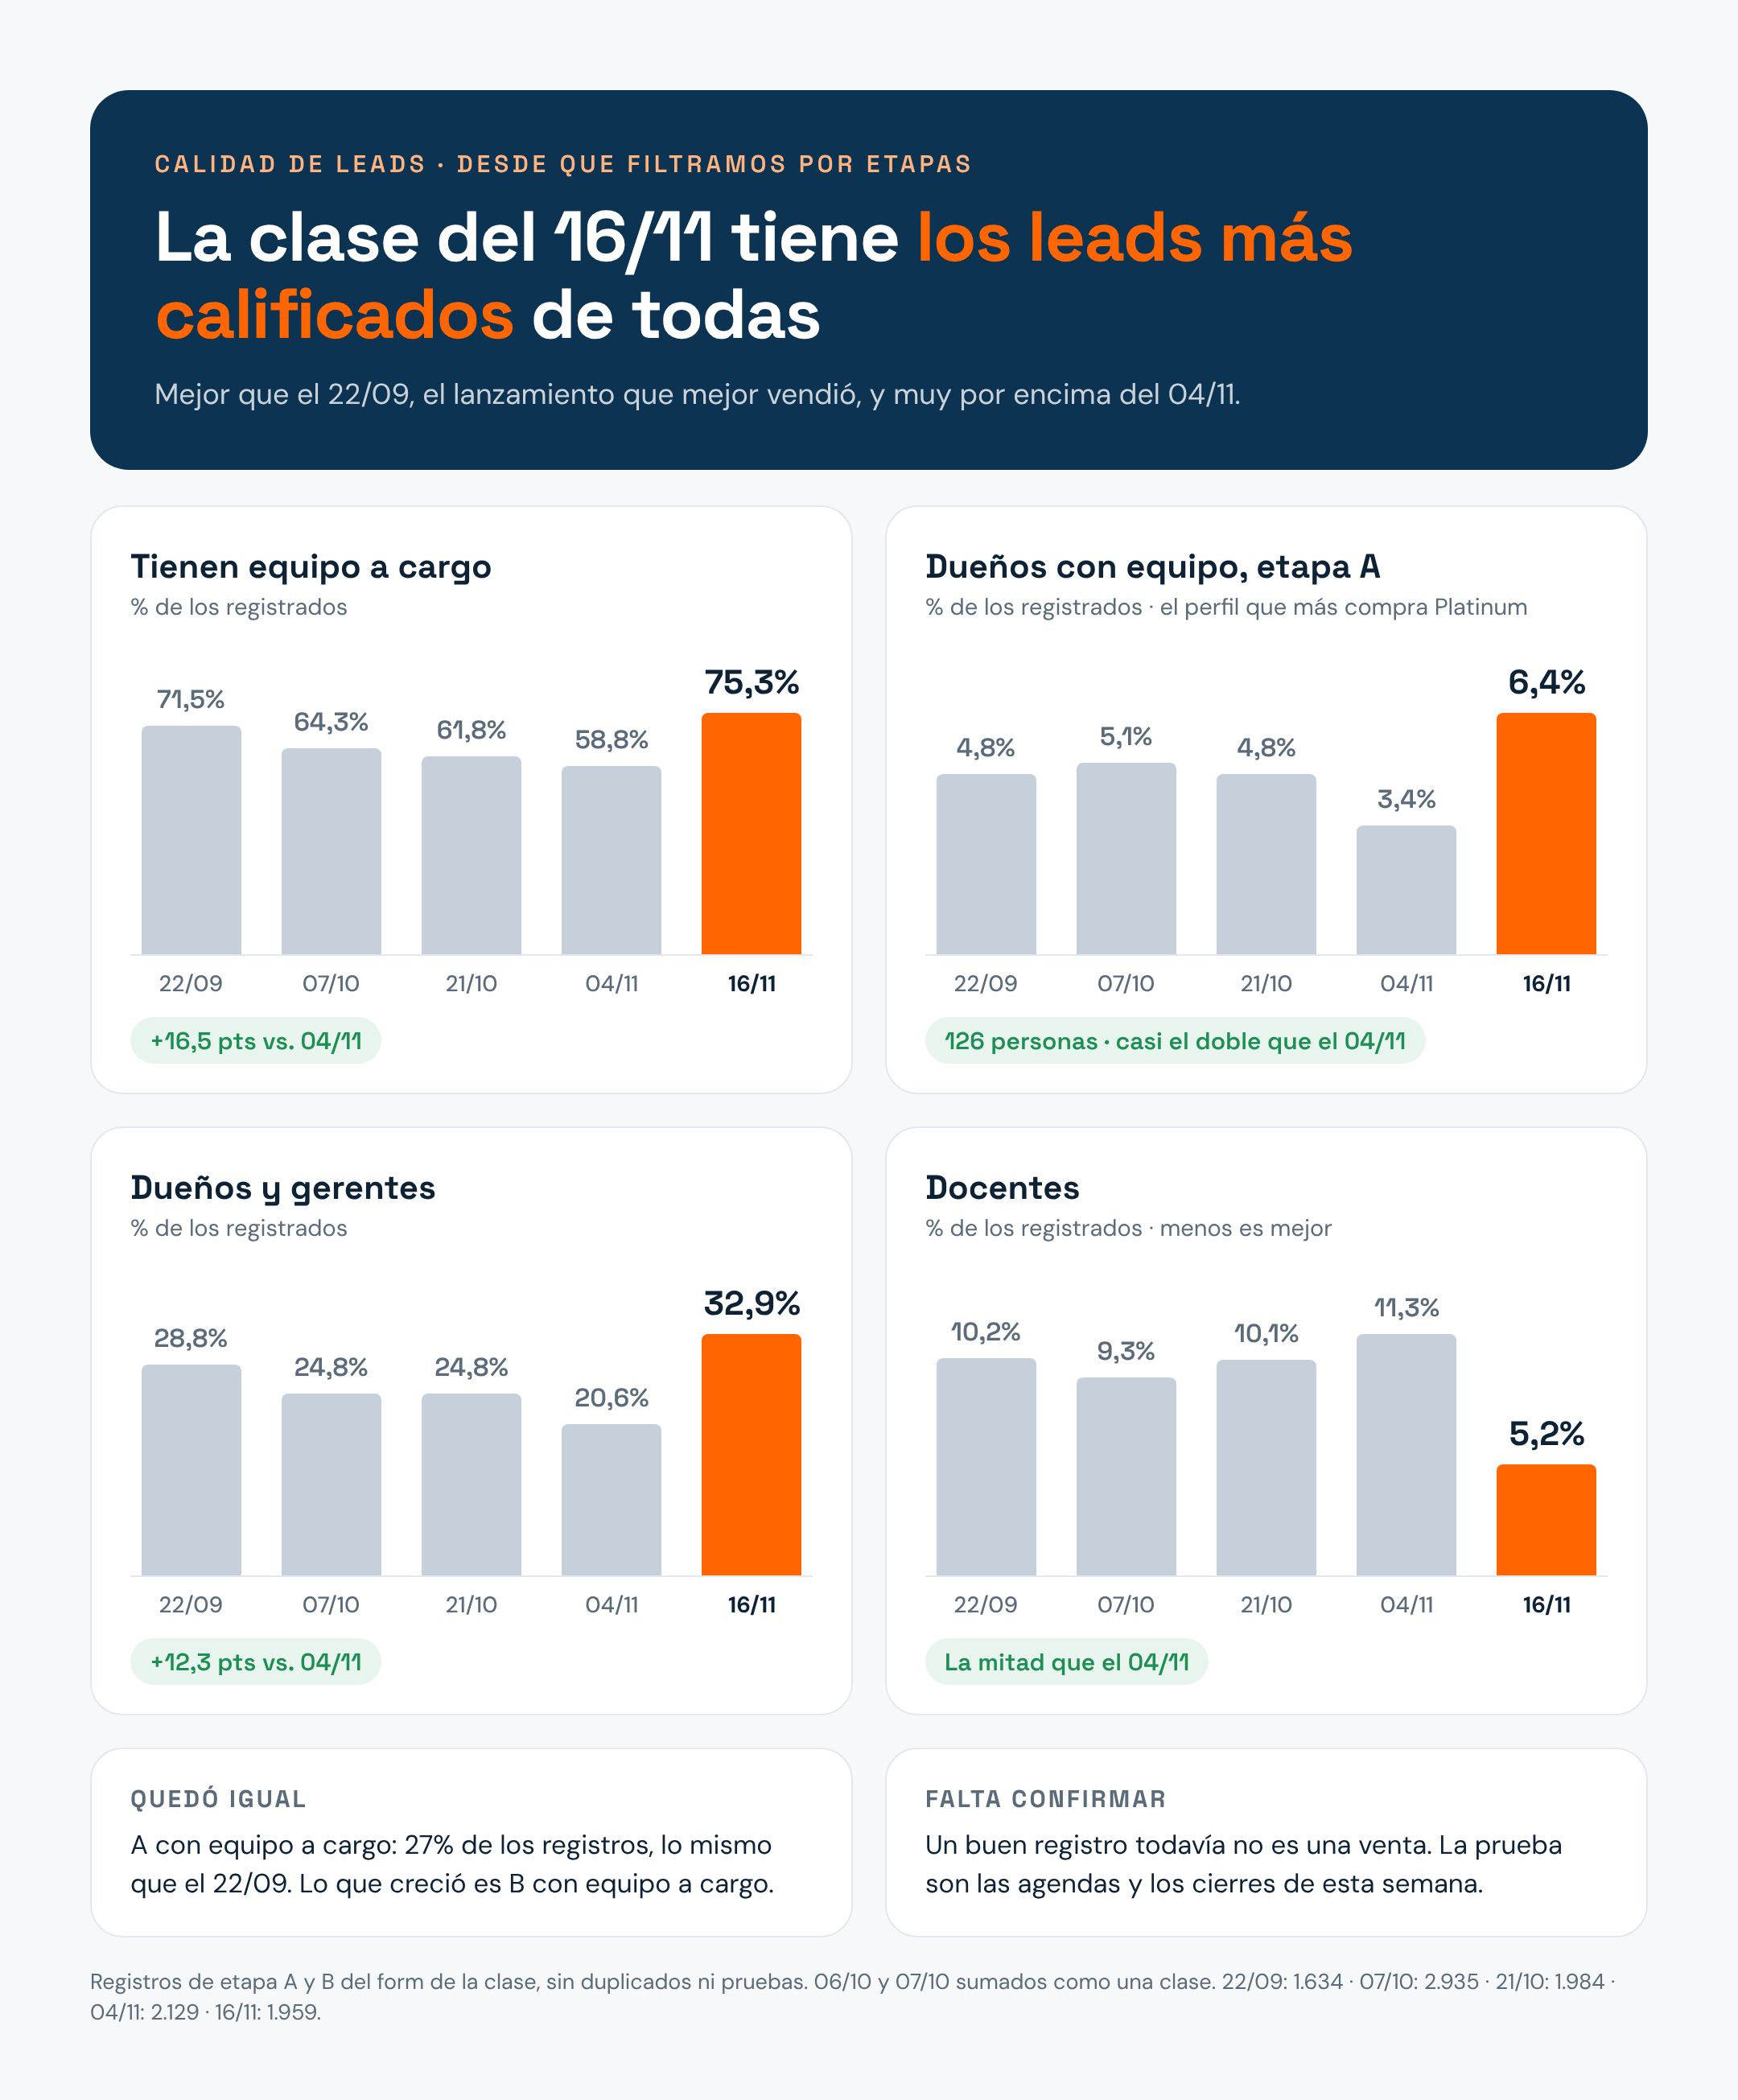 CALIDAD DE LEADS · DESDE QUE FILTRAMOS POR ETAPAS
La clase del 16/11 tiene los leads más
calificados de todas
Mejor que el 22/09, el lanzamiento que mejor vendió, y muy por encima del 04/11.
Tienen equipo a cargo
% de los registrados
71,5%
64,3%
61,8%
58,8%
75,3%
22/09
07/10
21/10
04/11
16/11
+16,5 pts vs. 04/11
Dueños con equipo, etapa A
% de los registrados · el perfil que más compra Platinum
4,8%
5,1%
4,8%
3,4%
6,4%
22/09
07/10
21/10
04/11
16/11
126 personas · casi el doble que el 04/11
Dueños y gerentes
% de los registrados
28,8%
24,8%
24,8%
20,6%
32,9%
22/09
07/10
21/10
04/11
16/11
+12,3 pts vs. 04/11
Docentes
% de los registrados · menos es mejor
10,2%
9,3%
10,1%
11,3%
5,2%
22/09
07/10
21/10
04/11
16/11
La mitad que el 04/11
QUEDÓ IGUAL
A con equipo a cargo: 27% de los registros, lo mismo
que el 22/09. Lo que creció es B con equipo a cargo.
FALTA CONFIRMAR
Un buen registro todavía no es una venta. La prueba
son las agendas y los cierres de esta semana.
Registros de etapa A y B del form de la clase, sin duplicados ni pruebas. 06/10 y 07/10 sumados como una clase. 22/09: 1.634 · 07/10: 2.935 · 21/10: 1.984 ·
04/11: 2.129 · 16/11: 1.959.